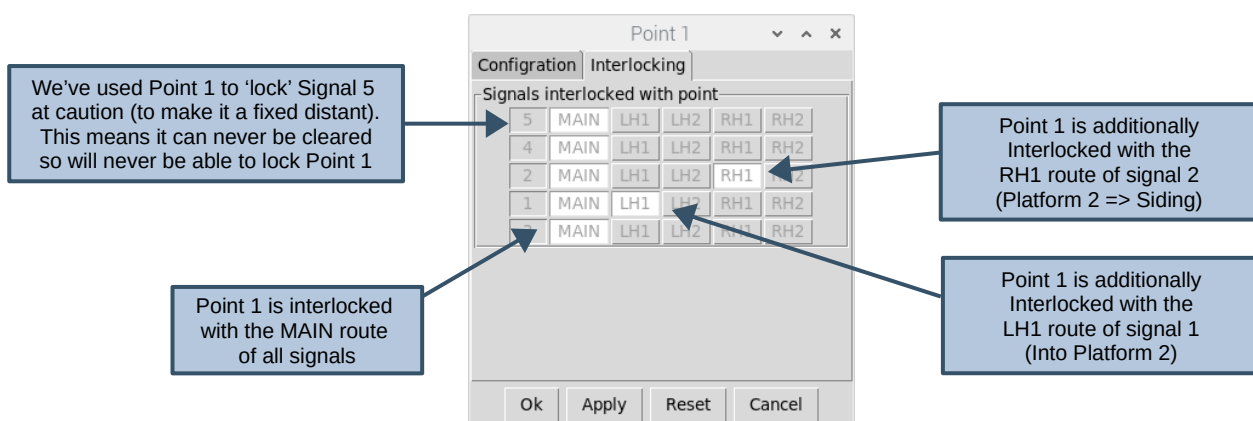 Point 1
Configration Interlocking
Signals interlocked with point
5 MAIN LH1 LH2 RH1 RH2
4 MAIN LH1 LH2 RH1 RH2
2 MAIN LH1 LH2 RH1 RH2
1 MAIN LH1 LH2 RH1 RH2
3 MAIN LH1 LH2 RH1 RH2
Ok Apply Reset Cancel
We've used Point 1 to 'lock' Signal 5
at caution (to make it a fixed distant).
This means it can never be cleared
so will never be able to lock Point 1
Point 1 is interlocked
with the MAIN route
of all signals
Point 1 is additionally
Interlocked with the
RH1 route of signal 2
(Platform 2 => Siding)
Point 1 is additionally
Interlocked with the
LH1 route of signal 1
(Into Platform 2)